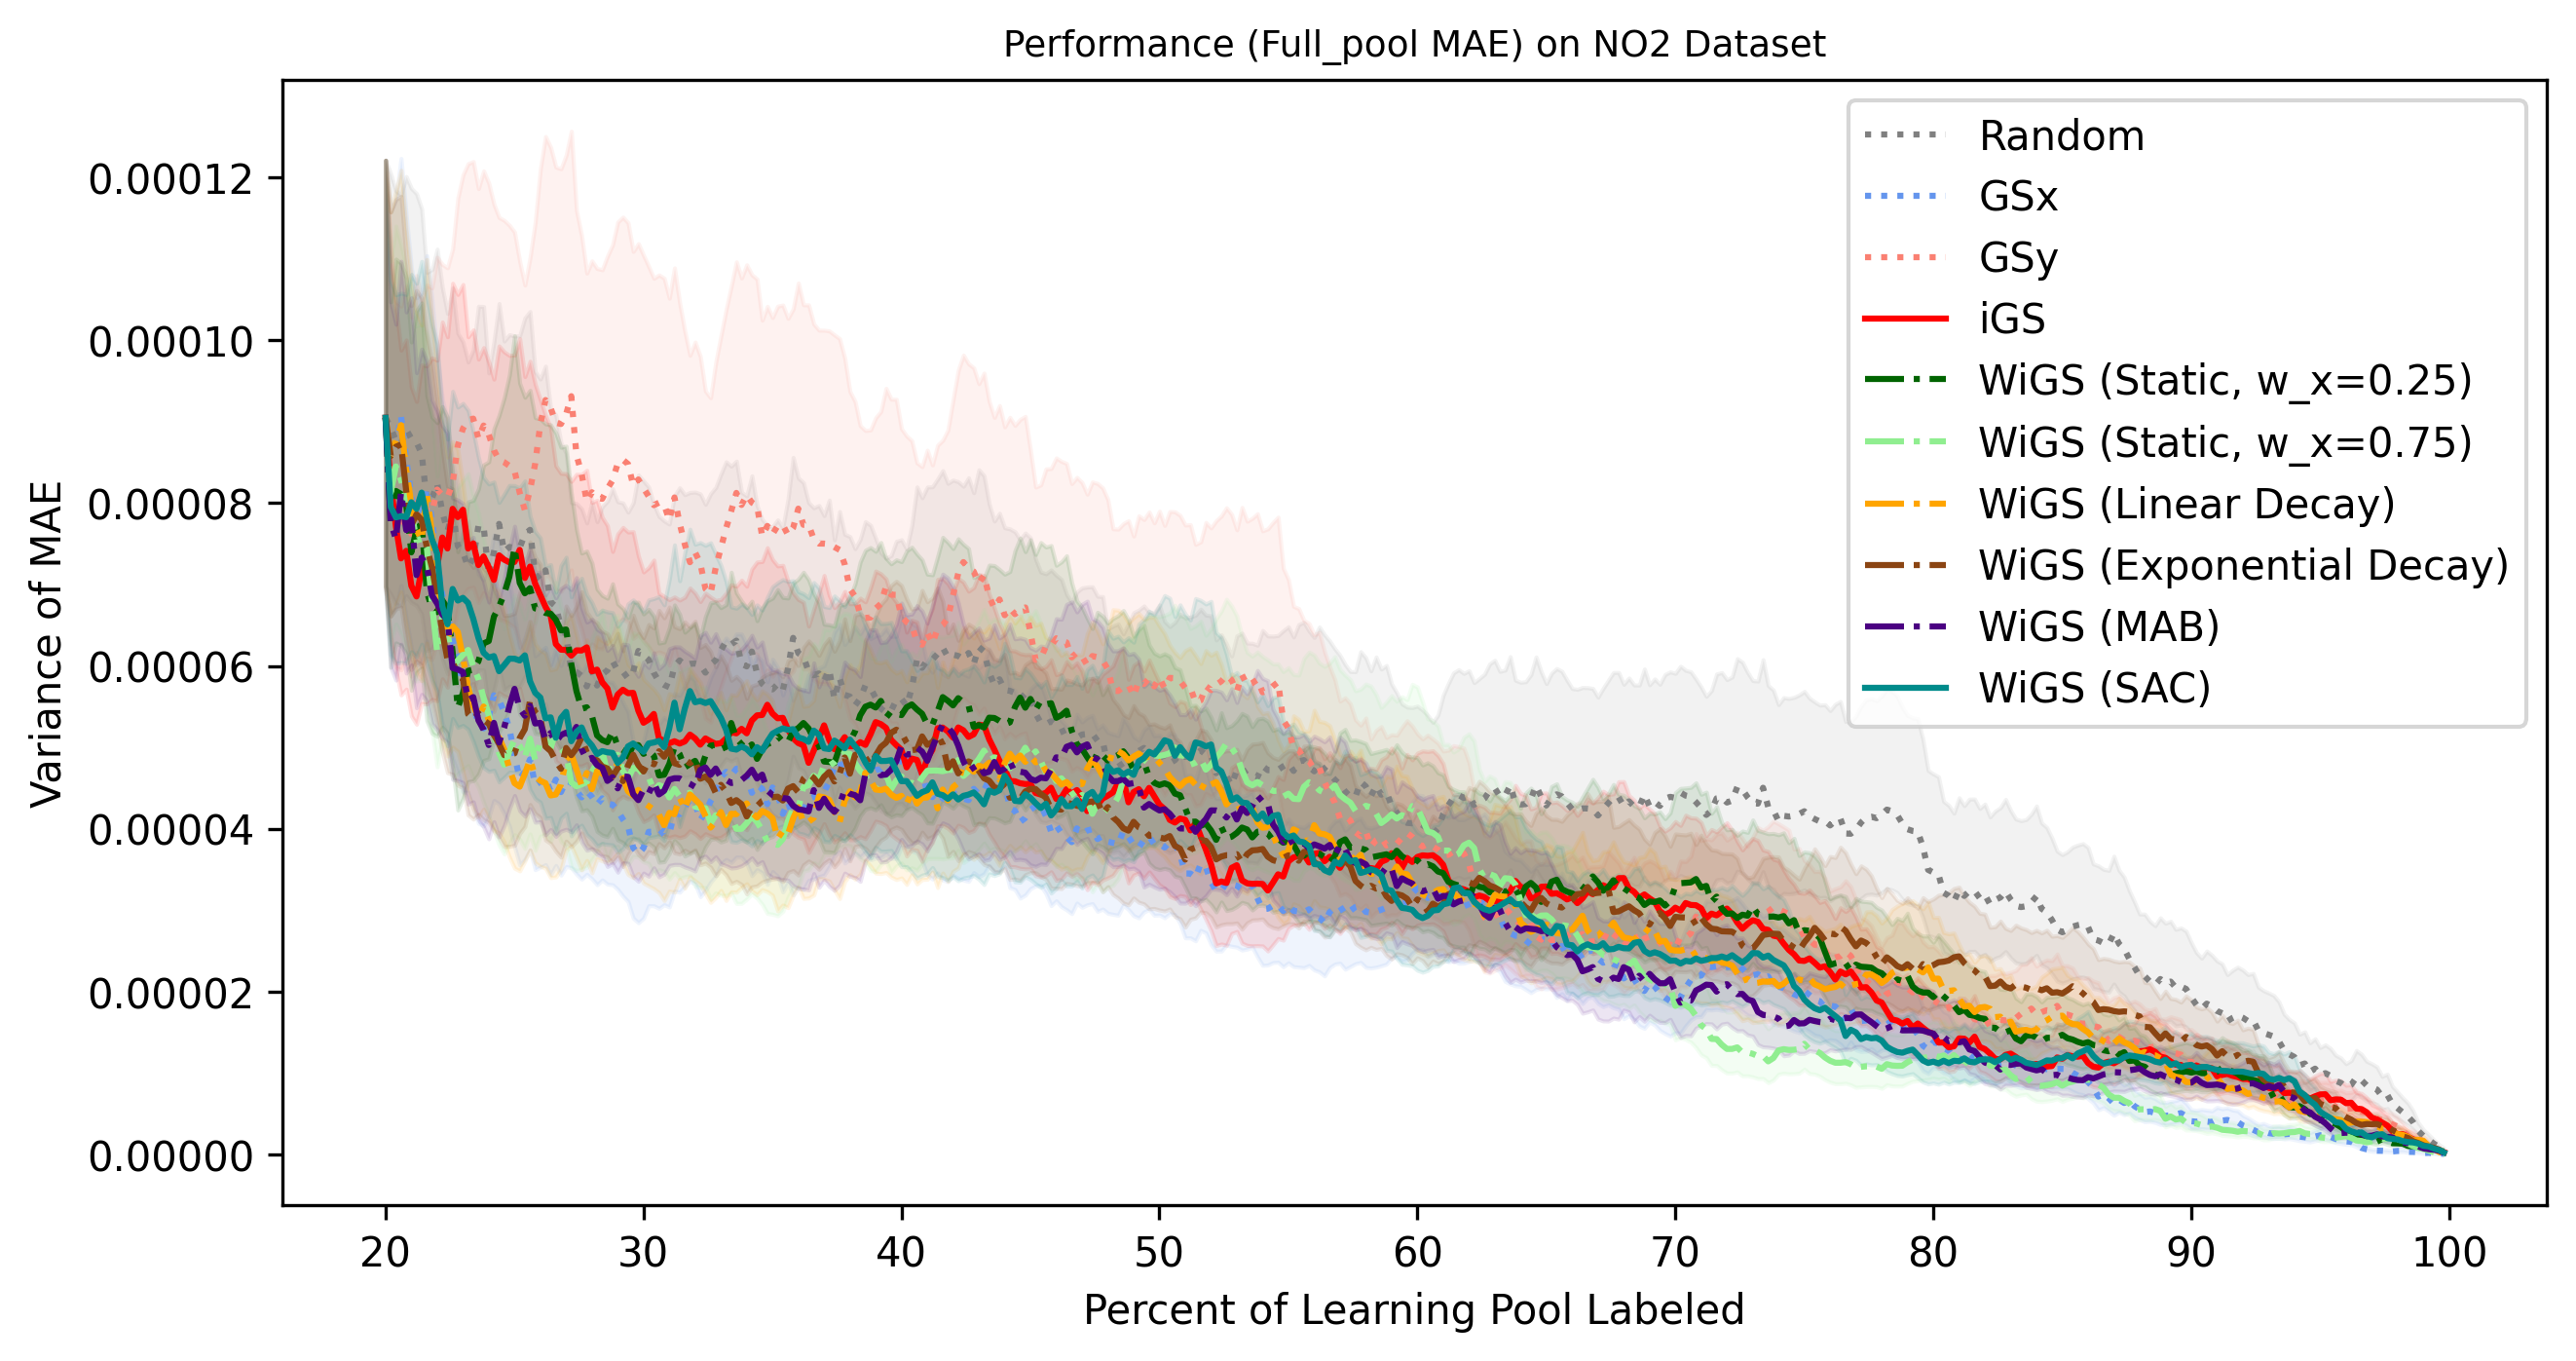 Performance (Full_pool MAE) on NO2 Dataset
Variance of MAE
0.00012
0.00010
0.00008
0.00006
0.00004
0.00002
0.00000
Random
GSx
GSy
iGS
WiGS (Static, w_x=0.25)
WiGS (Static, w_x=0.75)
WiGS (Linear Decay)
WiGS (Exponential Decay)
WiGS (MAB)
WiGS (SAC)
20 30 40 50 60 70 80 90 100
Percent of Learning Pool Labeled